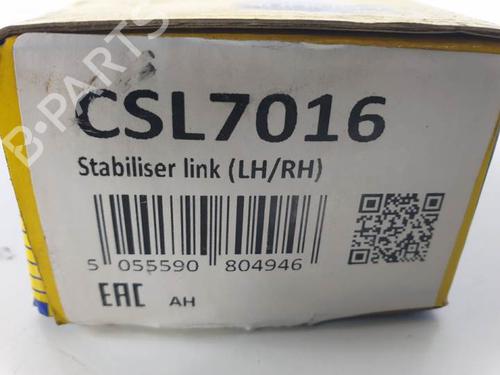 CSL7016
Stabiliser link (LH/RH)
5 055590 804946
EAC AH
B-PARTS